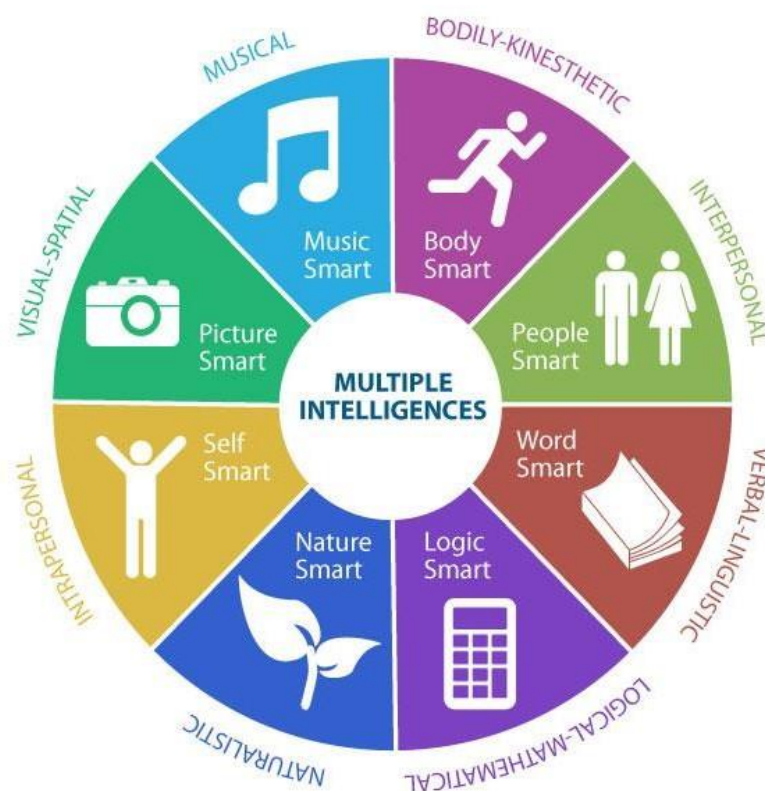 MUSICAL
BODILY-KINESTHETIC
INTERPERSONAL
VERBAL-LINGUISTIC
LOGICAL-MATHEMATICAL
NATURALISTIC
INTRAPERSONAL
VISUAL-SPATIAL
Music
Smart
Body
Smart
People
Smart
Word
Smart
Logic
Smart
Nature
Smart
Self
Smart
Picture
Smart
MULTIPLE
INTELLIGENCES